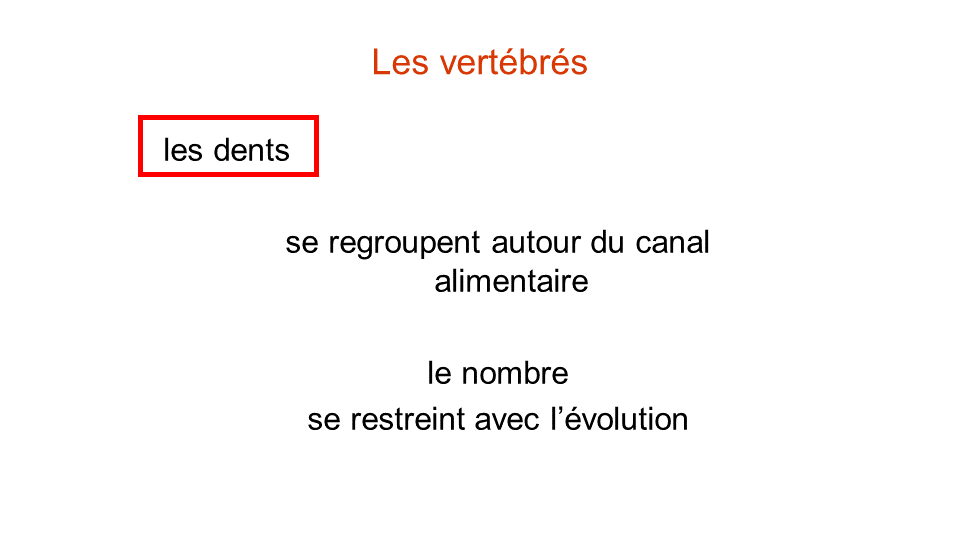 Les vertébrés
les dents
se regroupent autour du canal
alimentaire
le nombre
se restreint avec l’évolution